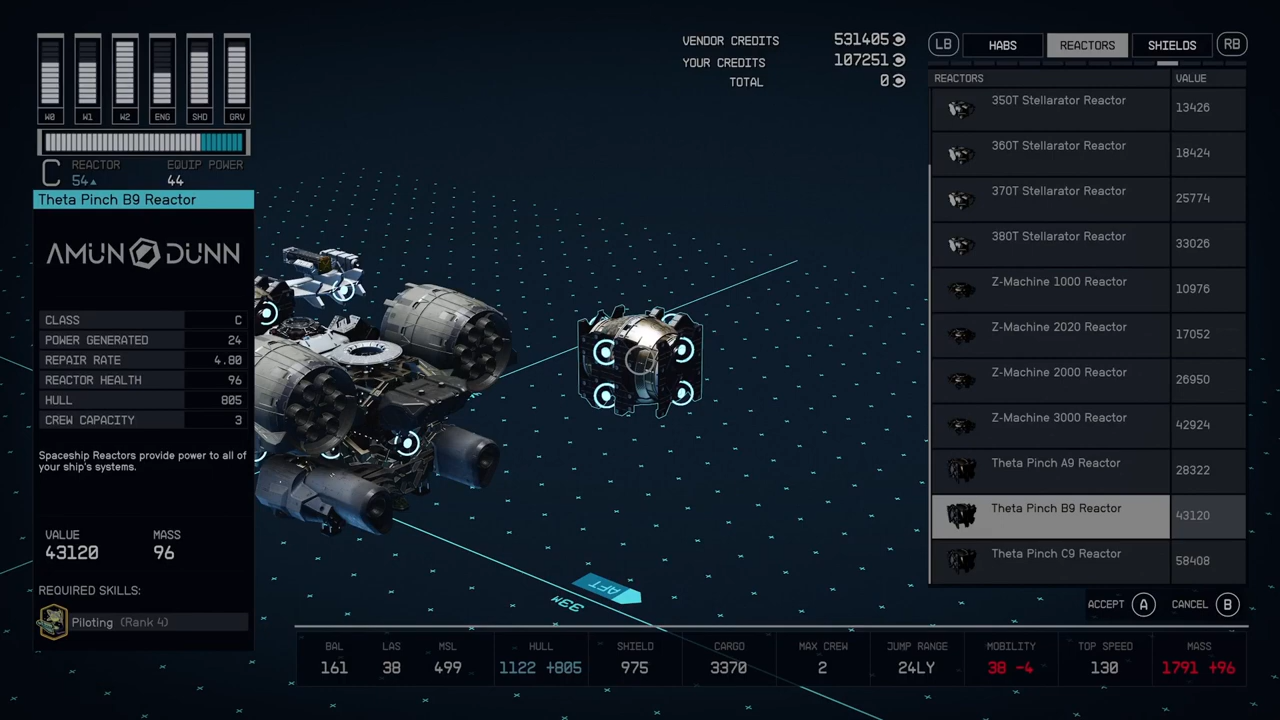 VENDOR CREDITS 531405
YOUR CREDITS 107251
TOTAL 0
LB HABS REACTORS SHIELDS RB
REACTORS VALUE
350T Stellarator Reactor 13426
360T Stellarator Reactor 18424
370T Stellarator Reactor 25774
380T Stellarator Reactor 33026
Z-Machine 1000 Reactor 10976
Z-Machine 2020 Reactor 17052
Z-Machine 2000 Reactor 26950
Z-Machine 3000 Reactor 42924
Theta Pinch A9 Reactor 28322
Theta Pinch B9 Reactor 43120
Theta Pinch C9 Reactor 58408
ACCEPT A CANCEL B
W0 W1 W2 ENG SHD GRV
C REACTOR EQUIP POWER
54 44
Theta Pinch B9 Reactor
AMUN DUNN
CLASS C
POWER GENERATED 24
REPAIR RATE 4.80
REACTOR HEALTH 96
HULL 805
CREW CAPACITY 3
Spaceship Reactors provide power to all of
your ship's systems.
VALUE MASS
43120 96
REQUIRED SKILLS:
Piloting (Rank 4)
AFT
33M
BAL LAS MSL HULL SHIELD CARGO MAX CREW JUMP RANGE MOBILITY TOP SPEED MASS
161 38 499 1122 +805 975 3370 2 24LY 38 -4 130 1791 +96